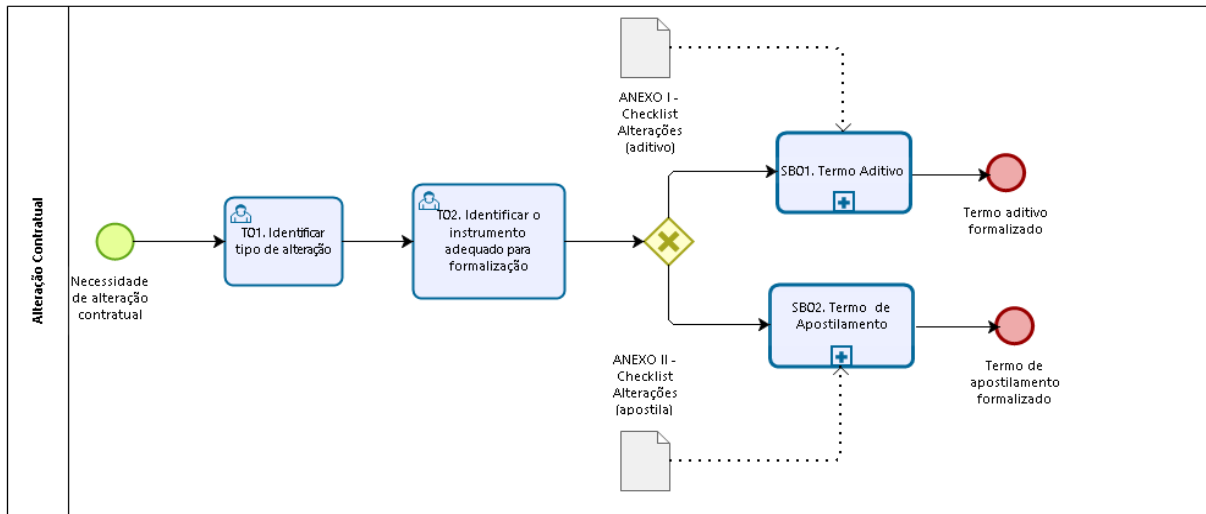 Alteração Contratual
Necessidade
de alteração
contratual
T01. Identificar
tipo de alteração
T02. Identificar o
instrumento
adequado para
formalização
ANEXO I -
Checklist
Alterações
(aditivo)
SB01. Termo Aditivo
Termo aditivo
formalizado
SB02. Termo de
Apostilamento
Termo de
apostilamento
formalizado
ANEXO II -
Checklist
Alterações
(apostila)